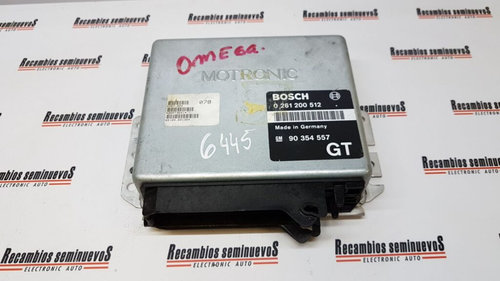 Omega.
MOTRONIC
078
BOSCH
0 261 200 512
Made in Germany
GM 90 354 557
GT
6445
Recambios seminuevos
ELECTRONIC AUTO